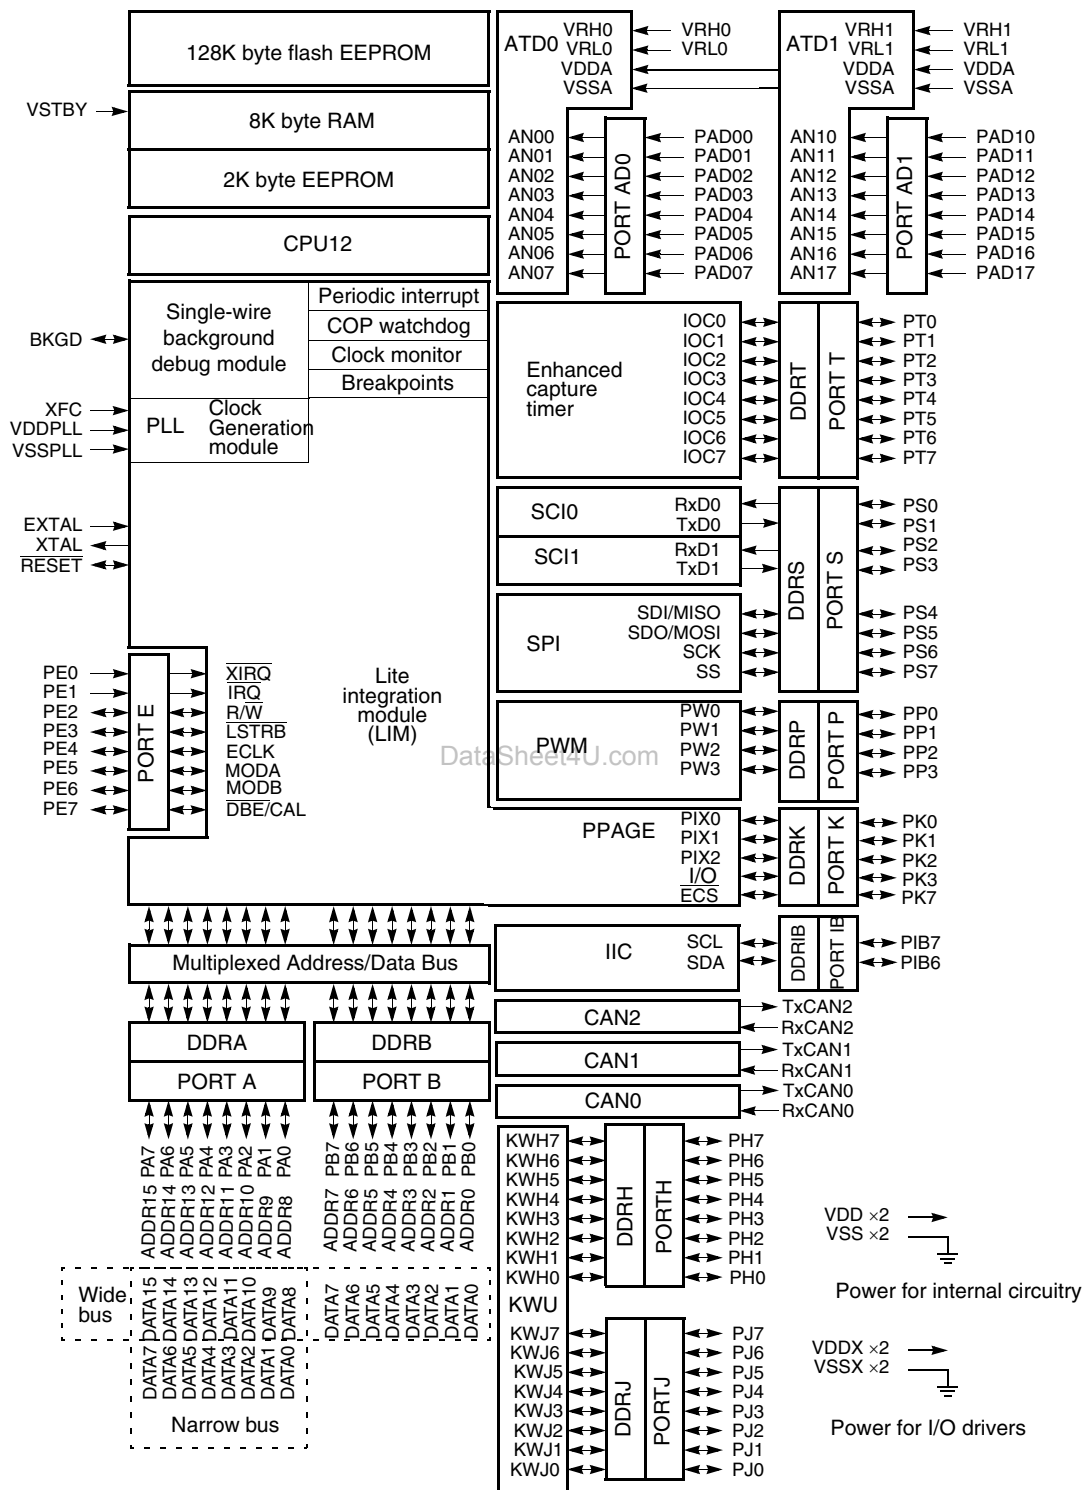 128K byte flash EEPROM
VSTBY
8K byte RAM
2K byte EEPROM
CPU12
Single-wire
background
debug module
Periodic interrupt
COP watchdog
Clock monitor
Breakpoints
BKGD
XFC
VDDPLL
VSSPLL
PLL
Clock
Generation
module
EXTAL
XTAL
RESET
PE0
PE1
PE2
PE3
PE4
PE5
PE6
PE7
PORT E
XIRQ
IRQ
R/W
LSTRB
ECLK
MODA
MODB
DBE/CAL
Lite
integration
module
(LIM)
ATD0
VRH0
VRL0
VDDA
VSSA
VRH0
VRL0
AN00
AN01
AN02
AN03
AN04
AN05
AN06
AN07
PORT AD0
PAD00
PAD01
PAD02
PAD03
PAD04
PAD05
PAD06
PAD07
ATD1
VRH1
VRL1
VDDA
VSSA
VRH1
VRL1
VDDA
VSSA
AN10
AN11
AN12
AN13
AN14
AN15
AN16
AN17
PORT AD1
PAD10
PAD11
PAD12
PAD13
PAD14
PAD15
PAD16
PAD17
Enhanced
capture
timer
IOC0
IOC1
IOC2
IOC3
IOC4
IOC5
IOC6
IOC7
DDRT
PORT T
PT0
PT1
PT2
PT3
PT4
PT5
PT6
PT7
SCI0
RxD0
TxD0
SCI1
RxD1
TxD1
SPI
SDI/MISO
SDO/MOSI
SCK
SS
DDRS
PORT S
PS0
PS1
PS2
PS3
PS4
PS5
PS6
PS7
PWM
PW0
PW1
PW2
PW3
DDRP
PORT P
PP0
PP1
PP2
PP3
DataSheet4U.com
PPAGE
PIX0
PIX1
PIX2
I/O
ECS
DDRK
PORT K
PK0
PK1
PK2
PK3
PK7
IIC
SCL
SDA
DDRIB
PORT IB
PIB7
PIB6
CAN2
TxCAN2
RxCAN2
CAN1
TxCAN1
RxCAN1
CAN0
TxCAN0
RxCAN0
Multiplexed Address/Data Bus
DDRA
PORT A
DDRB
PORT B
PA7
PA6
PA5
PA4
PA3
PA2
PA1
PA0
PB7
PB6
PB5
PB4
PB3
PB2
PB1
PB0
ADDR15
ADDR14
ADDR13
ADDR12
ADDR11
ADDR10
ADDR9
ADDR8
ADDR7
ADDR6
ADDR5
ADDR4
ADDR3
ADDR2
ADDR1
ADDR0
Wide
bus
DATA15
DATA14
DATA13
DATA12
DATA11
DATA10
DATA9
DATA8
DATA7
DATA6
DATA5
DATA4
DATA3
DATA2
DATA1
DATA0
DATA7
DATA6
DATA5
DATA4
DATA3
DATA2
DATA1
DATA0
Narrow bus
KWH7
KWH6
KWH5
KWH4
KWH3
KWH2
KWH1
KWH0
DDRH
PORTH
PH7
PH6
PH5
PH4
PH3
PH2
PH1
PH0
KWU
KWJ7
KWJ6
KWJ5
KWJ4
KWJ3
KWJ2
KWJ1
KWJ0
DDRJ
PORTJ
PJ7
PJ6
PJ5
PJ4
PJ3
PJ2
PJ1
PJ0
VDD ×2
VSS ×2
Power for internal circuitry
VDDX ×2
VSSX ×2
Power for I/O drivers